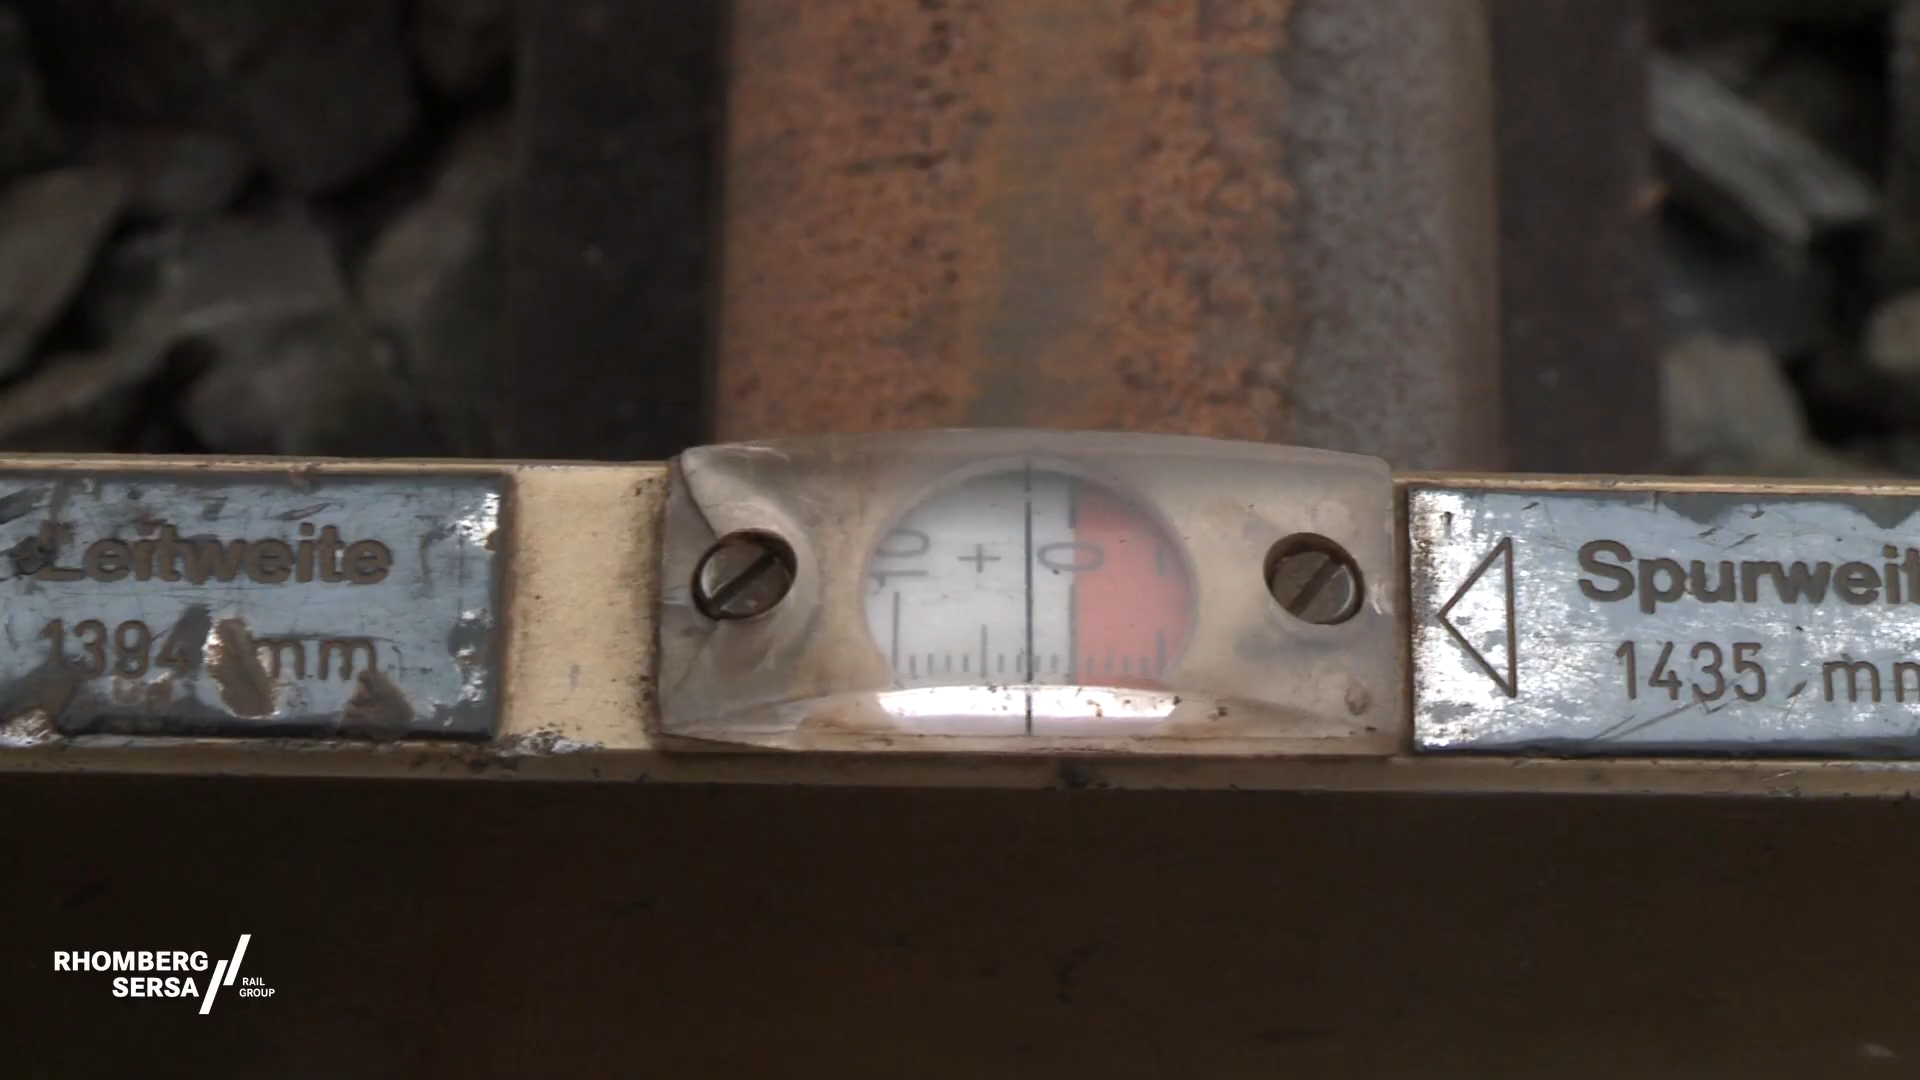 Leitweite
1394 mm
10 + 0
Spurweit
1435 mm
RHOMBERG
SERSA
RAIL
GROUP